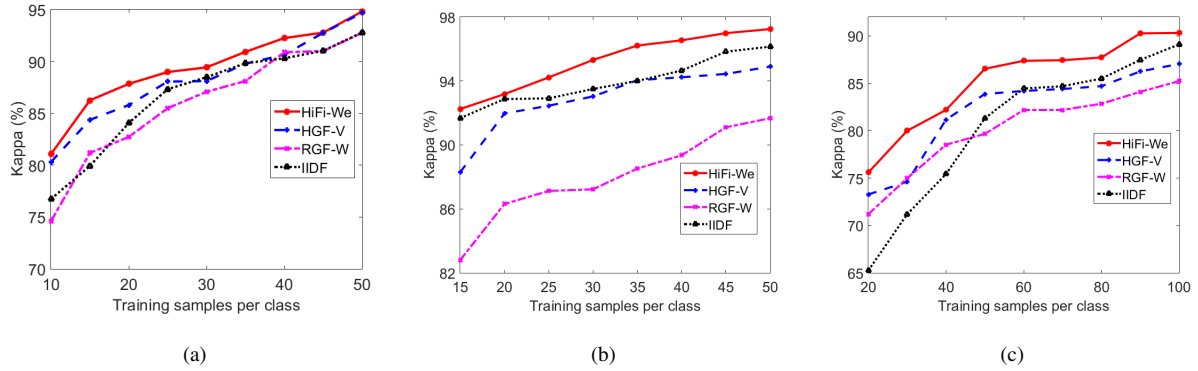 95
90
85
80
75
70
Kappa (%)
10 20 30 40 50
Training samples per class
HiFi-We
HGF-V
RGF-W
IIDF
(a)
98
94
90
86
82
Kappa (%)
15 20 25 30 35 40 45 50
Training samples per class
HiFi-We
HGF-V
RGF-W
IIDF
(b)
90
85
80
75
70
65
Kappa (%)
20 40 60 80 100
Training samples per class
HiFi-We
HGF-V
RGF-W
IIDF
(c)